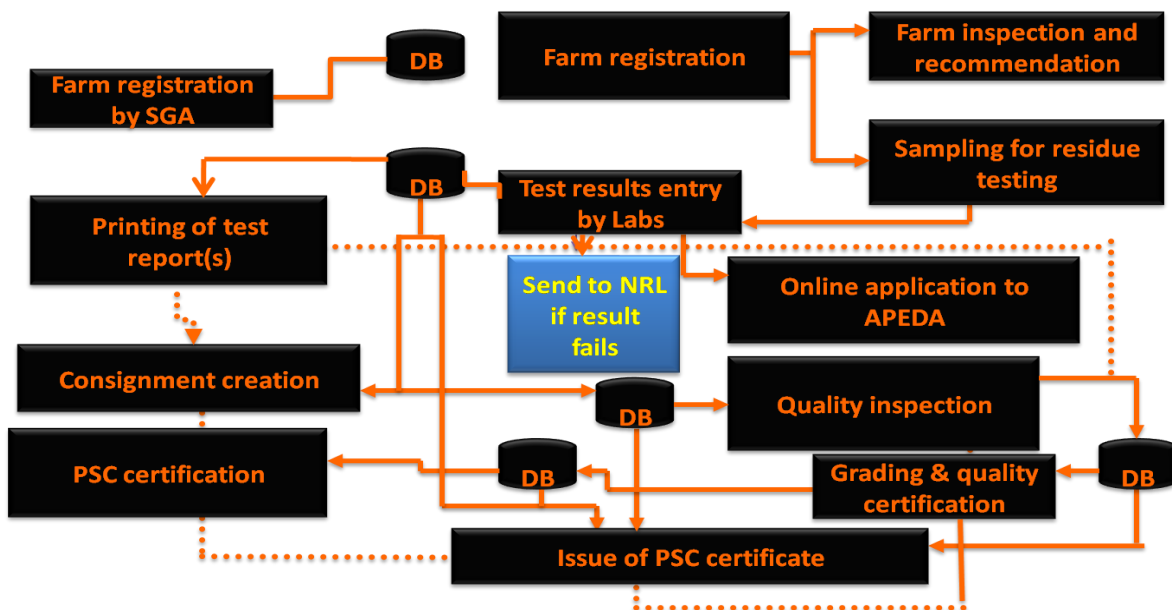 DB
Farm registration
Farm inspection and
recommendation
Farm registration
by SGA
DB
Test results entry
by Labs
Sampling for residue
testing
Printing of test
report(s)
Send to NRL
if result
fails
Online application to
APEDA
Consignment creation
DB
Quality inspection
PSC certification
DB
Grading & quality
certification
DB
Issue of PSC certificate